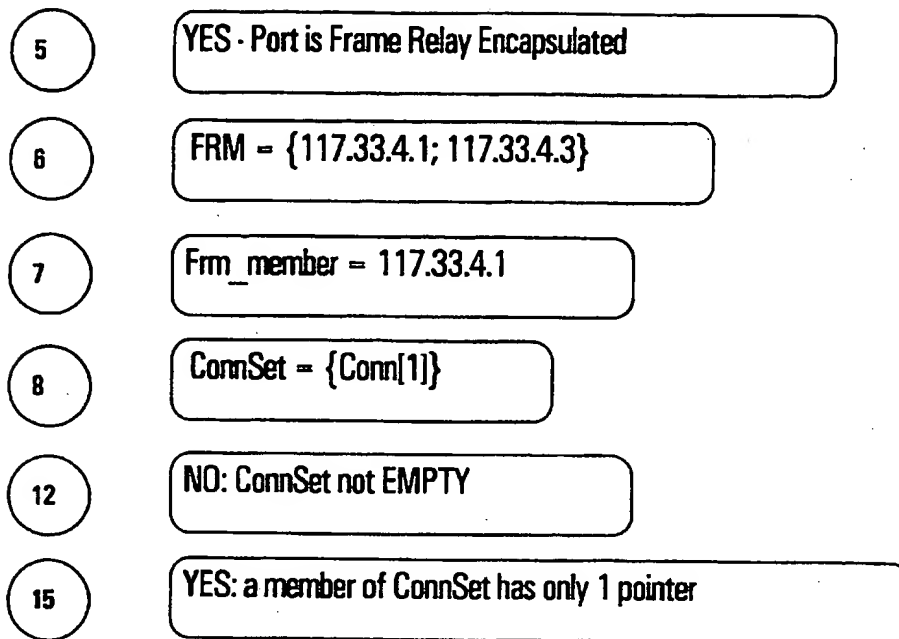 5
YES - Port is Frame Relay Encapsulated
6
FRM = {117.33.4.1; 117.33.4.3}
7
Frm_member = 117.33.4.1
8
ConnSet = {Conn[1]}
12
NO: ConnSet not EMPTY
15
YES: a member of ConnSet has only 1 pointer